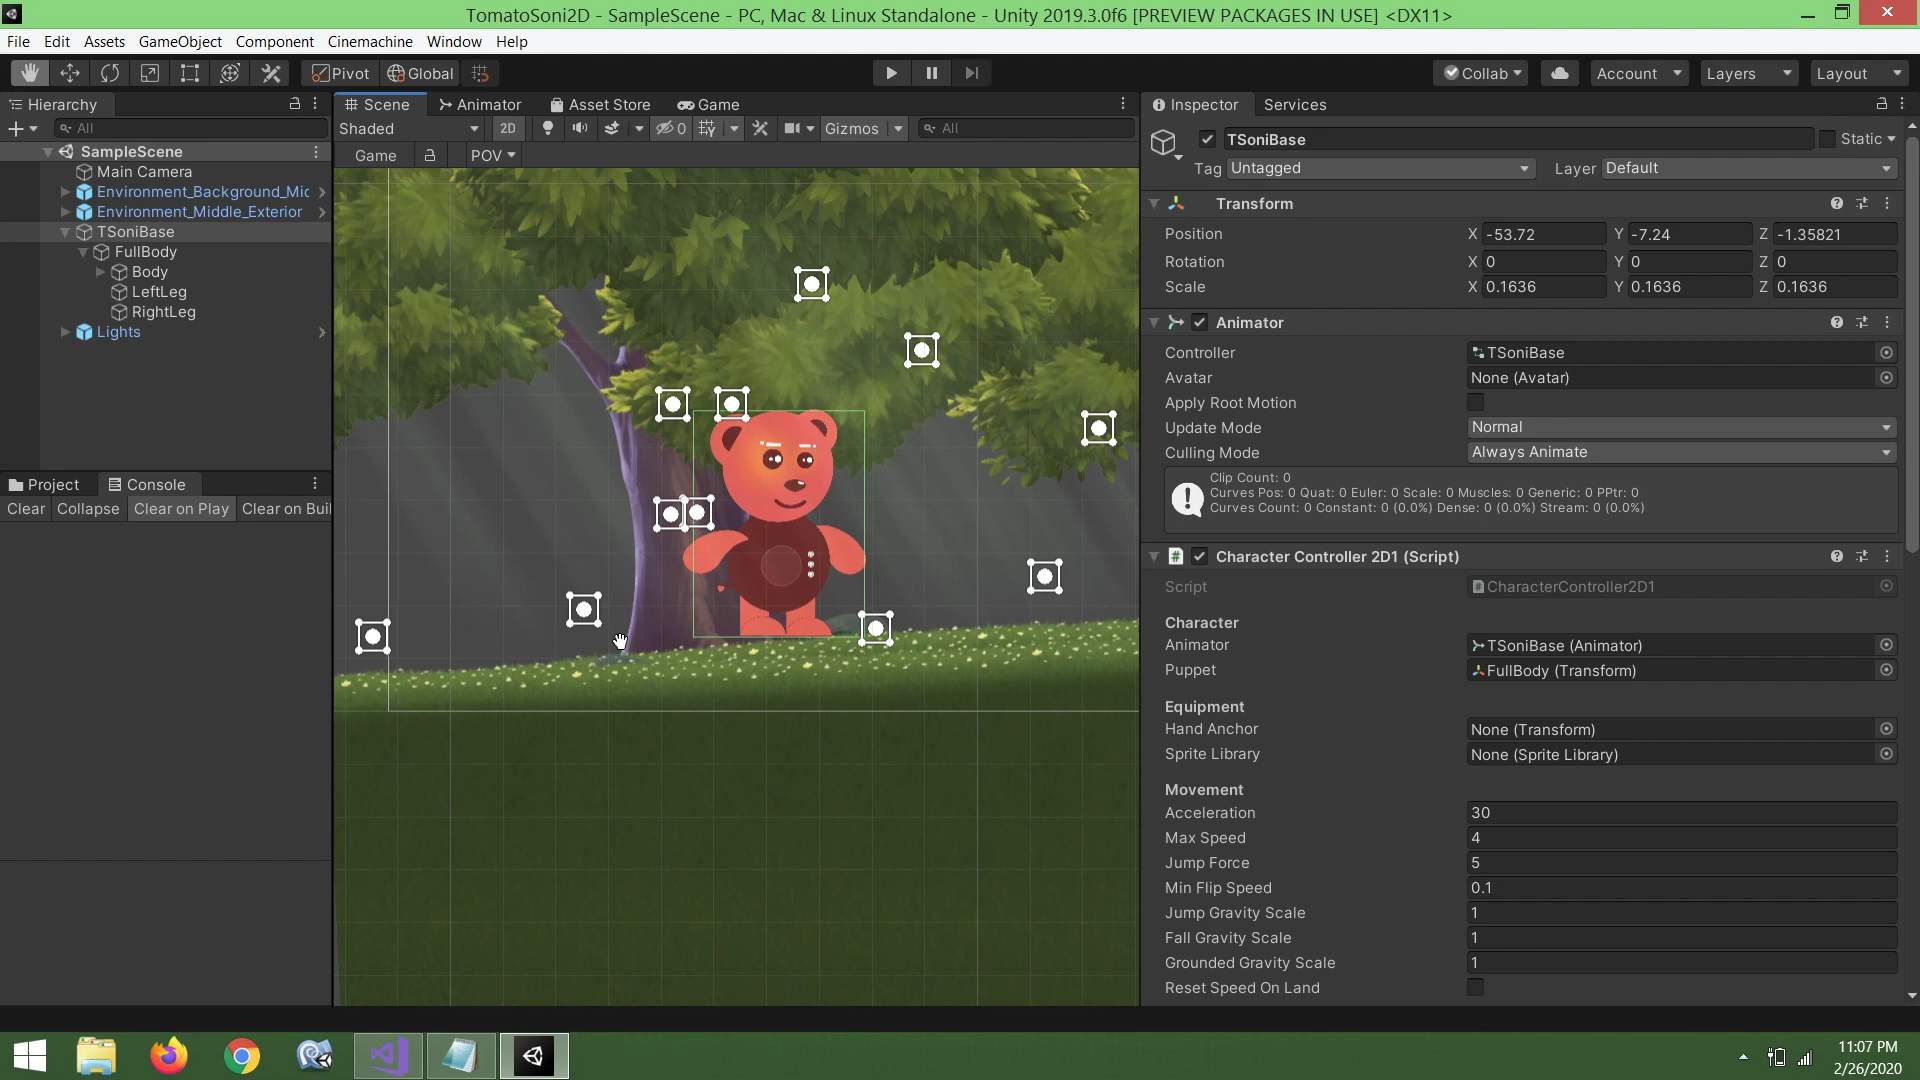 TomatoSoni2D - SampleScene - PC, Mac & Linux Standalone - Unity 2019.3.0f6 [PREVIEW PACKAGES IN USE] <DX11>
File Edit Assets GameObject Component Cinemachine Window Help
Pivot Global Collab Account Layers Layout
Hierarchy
All
SampleScene
Main Camera
Environment_Background_Mic
Environment_Middle_Exterior
TSoniBase
FullBody
Body
LeftLeg
RightLeg
Lights
Project Console
Clear Collapse Clear on Play Clear on Buil
Scene Animator Asset Store Game
Shaded 2D 0 Gizmos All
Game POV
Inspector Services
TSoniBase Static
Tag Untagged Layer Default
Transform
Position X -53.72 Y -7.24 Z -1.35821
Rotation X 0 Y 0 Z 0
Scale X 0.1636 Y 0.1636 Z 0.1636
Animator
Controller TSoniBase
Avatar None (Avatar)
Apply Root Motion
Update Mode Normal
Culling Mode Always Animate
Clip Count: 0
Curves Pos: 0 Quat: 0 Euler: 0 Scale: 0 Muscles: 0 Generic: 0 PPtr: 0
Curves Count: 0 Constant: 0 (0.0%) Dense: 0 (0.0%) Stream: 0 (0.0%)
Character Controller 2D1 (Script)
Script CharacterController2D1
Character
Animator TSoniBase (Animator)
Puppet FullBody (Transform)
Equipment
Hand Anchor None (Transform)
Sprite Library None (Sprite Library)
Movement
Acceleration 30
Max Speed 4
Jump Force 5
Min Flip Speed 0.1
Jump Gravity Scale 1
Fall Gravity Scale 1
Grounded Gravity Scale 1
Reset Speed On Land
11:07 PM
2/26/2020